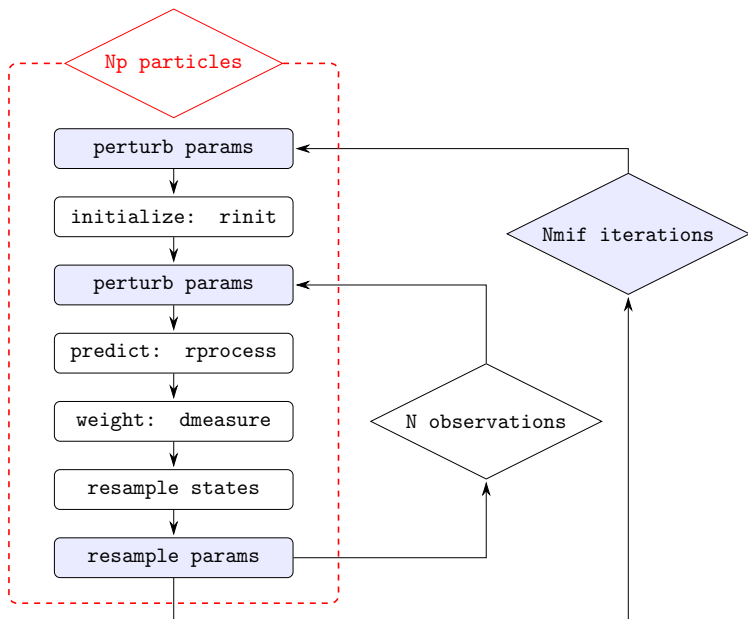 Np particles
perturb params
initialize: rinit
perturb params
predict: rprocess
weight: dmeasure
resample states
resample params
N observations
Nmif iterations